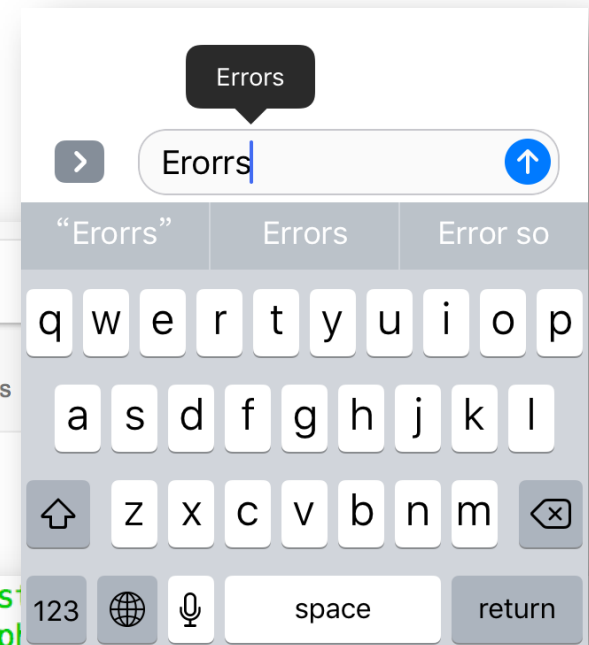 Errors
Erorrs
“Erorrs” Errors Error so
q w e r t y u i o p
s
a s d f g h j k l
z x c v b n m
123 space return